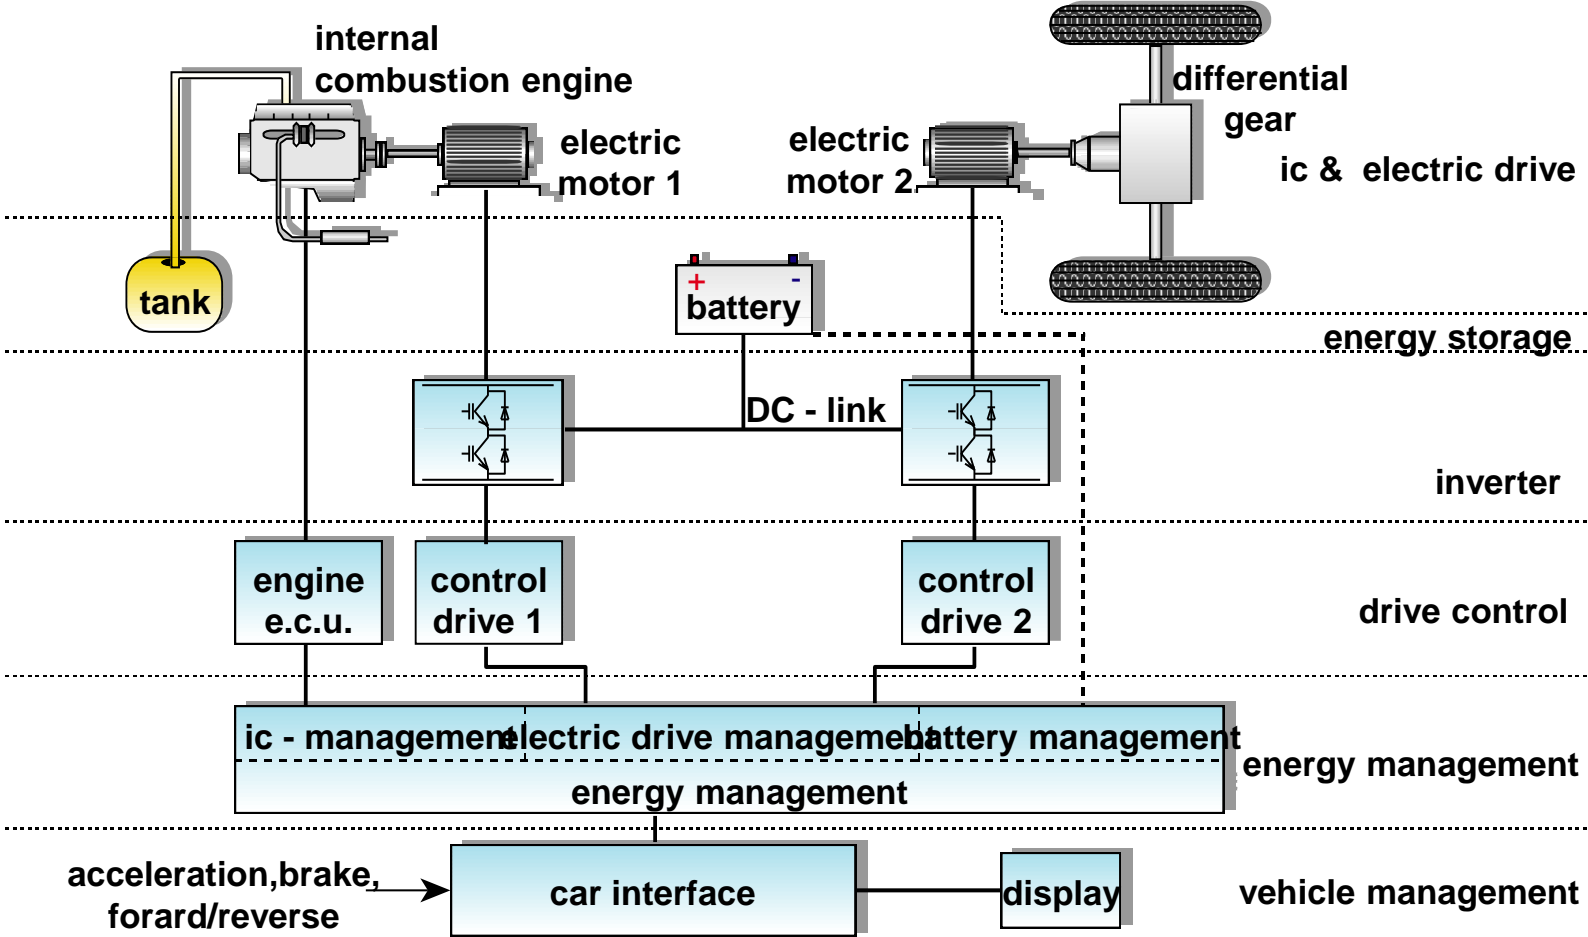 internal
combustion engine
differential
gear
electric
motor 1
electric
motor 2
ic & electric drive
tank
+ -
battery
energy storage
DC - link
inverter
engine
e.c.u.
control
drive 1
control
drive 2
drive control
ic - management
electric drive management
battery management
energy management
energy management
acceleration,brake,
forard/reverse
car interface
display
vehicle management